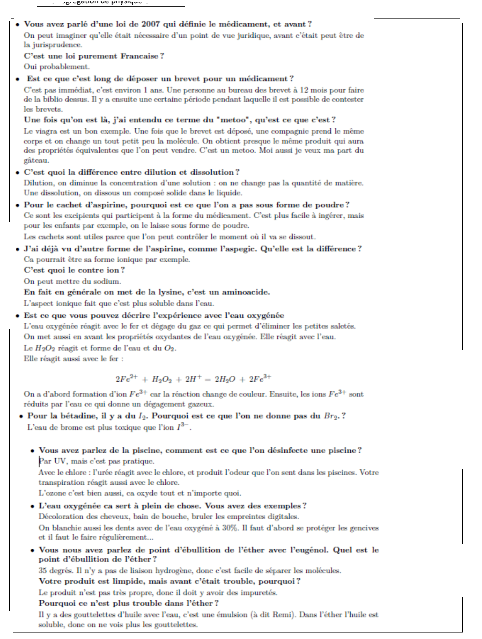 • Vous avez parlé d'une loi de 2007 qui définie le médicament, et avant ?
On peut imaginer qu'elle était nécessaire d'un point de vue juridique, avant c'était peut être de
la jurisprudence.
C'est une loi purement Francaise ?
Oui probablement.
• Est ce que c'est long de déposer un brevet pour un médicament ?
C'est pas immédiat, c'est environ 1 ans. Une personne au bureau des brevet à 12 mois pour faire
de la biblio dessus. Il y a ensuite une certaine période pendant laquelle il est possible de contester
les brevets.
Une fois qu'on est là, j'ai entendu ce terme du "metoo", qu'est ce que c'est ?
Le viagra est un bon exemple. Une fois que le brevet est déposé, une compagnie prend le même
corps et on change un tout petit peu la molécule. On obtient presque le même produit qui aura
des propriétés équivalentes que l'on peut vendre. C'est un metoo. Moi aussi je veux ma part du
gâteau.
• C'est quoi la différence entre dilution et dissolution ?
Dilution, on diminue la concentration d'une solution : on ne change pas la quantité de matière.
Une dissolution, on dissous un composé solide dans le liquide.
• Pour le cachet d'aspirine, pourquoi est ce que l'on a pas sous forme de poudre ?
Ce sont les excipients qui participent à la forme du médicament. C'est plus facile à ingérer, mais
pour les enfants par exemple, on le laisse sous forme de poudre.
Les cachets sont utiles parce que l'on peut contrôler le moment où il va se dissout.
• J'ai déjà vu d'autre forme de l'aspirine, comme l'aspegic. Qu'elle est la différence ?
Ca pourrait être sa forme ionique par exemple.
C'est quoi le contre ion ?
On peut mettre du sodium.
En fait en générale on met de la lysine, c'est un aminoacide.
L'aspect ionique fait que c'est plus soluble dans l'eau.
• Est ce que vous pouvez décrire l'expérience avec l'eau oxygénée
L'eau oxygénée réagit avec le fer et dégage du gaz ce qui permet d'éliminer les petites saletés.
On met aussi en avant les propriétés oxydantes de l'eau oxygénée. Elle réagit avec l'eau.
Le H₂O₂ réagit et forme de l'eau et du O₂.
Elle réagit aussi avec le fer :
2Fe²⁺ + H₂O₂ + 2H⁺ = 2H₂O + 2Fe³⁺
On a d'abord formation d'ion Fe³⁺ car la réaction change de couleur. Ensuite, les ions Fe³⁺ sont
réduits par l'eau ce qui donne un dégagement gazeux.
• Pour la bétadine, il y a du I₂. Pourquoi est ce que l'on ne donne pas du Br₂. ?
L'eau de brome est plus toxique que l'ion I³⁻.
• Vous avez parlez de la piscine, comment est ce que l'on désinfecte une piscine ?
Par UV, mais c'est pas pratique.
Avec le chlore : l'urée réagit avec le chlore, et produit l'odeur que l'on sent dans les piscines. Votre
transpiration réagit aussi avec le chlore.
L'ozone c'est bien aussi, ca oxyde tout et n'importe quoi.
• L'eau oxygénée ca sert à plein de chose. Vous avez des exemples ?
Décoloration des cheveux, bain de bouche, bruler les empreintes digitales.
On blanchie aussi les dents avec de l'eau oxygéné à 30%. Il faut d'abord se protéger les gencives
et il faut le faire régulièrement...
• Vous nous avez parlez de point d'ébullition de l'éther avec l'eugénol. Quel est le
point d'ébullition de l'éther ?
35 degrés. Il n'y a pas de liaison hydrogène, donc c'est facile de séparer les molécules.
Votre produit est limpide, mais avant c'était trouble, pourquoi ?
Le produit n'est pas très propre, donc il doit y avoir des impuretés.
Pourquoi ce n'est plus trouble dans l'éther ?
Il y a des gouttelettes d'huile avec l'eau, c'est une émulsion (à dit Remi). Dans l'éther l'huile est
soluble, donc on ne vois plus les gouttelettes.